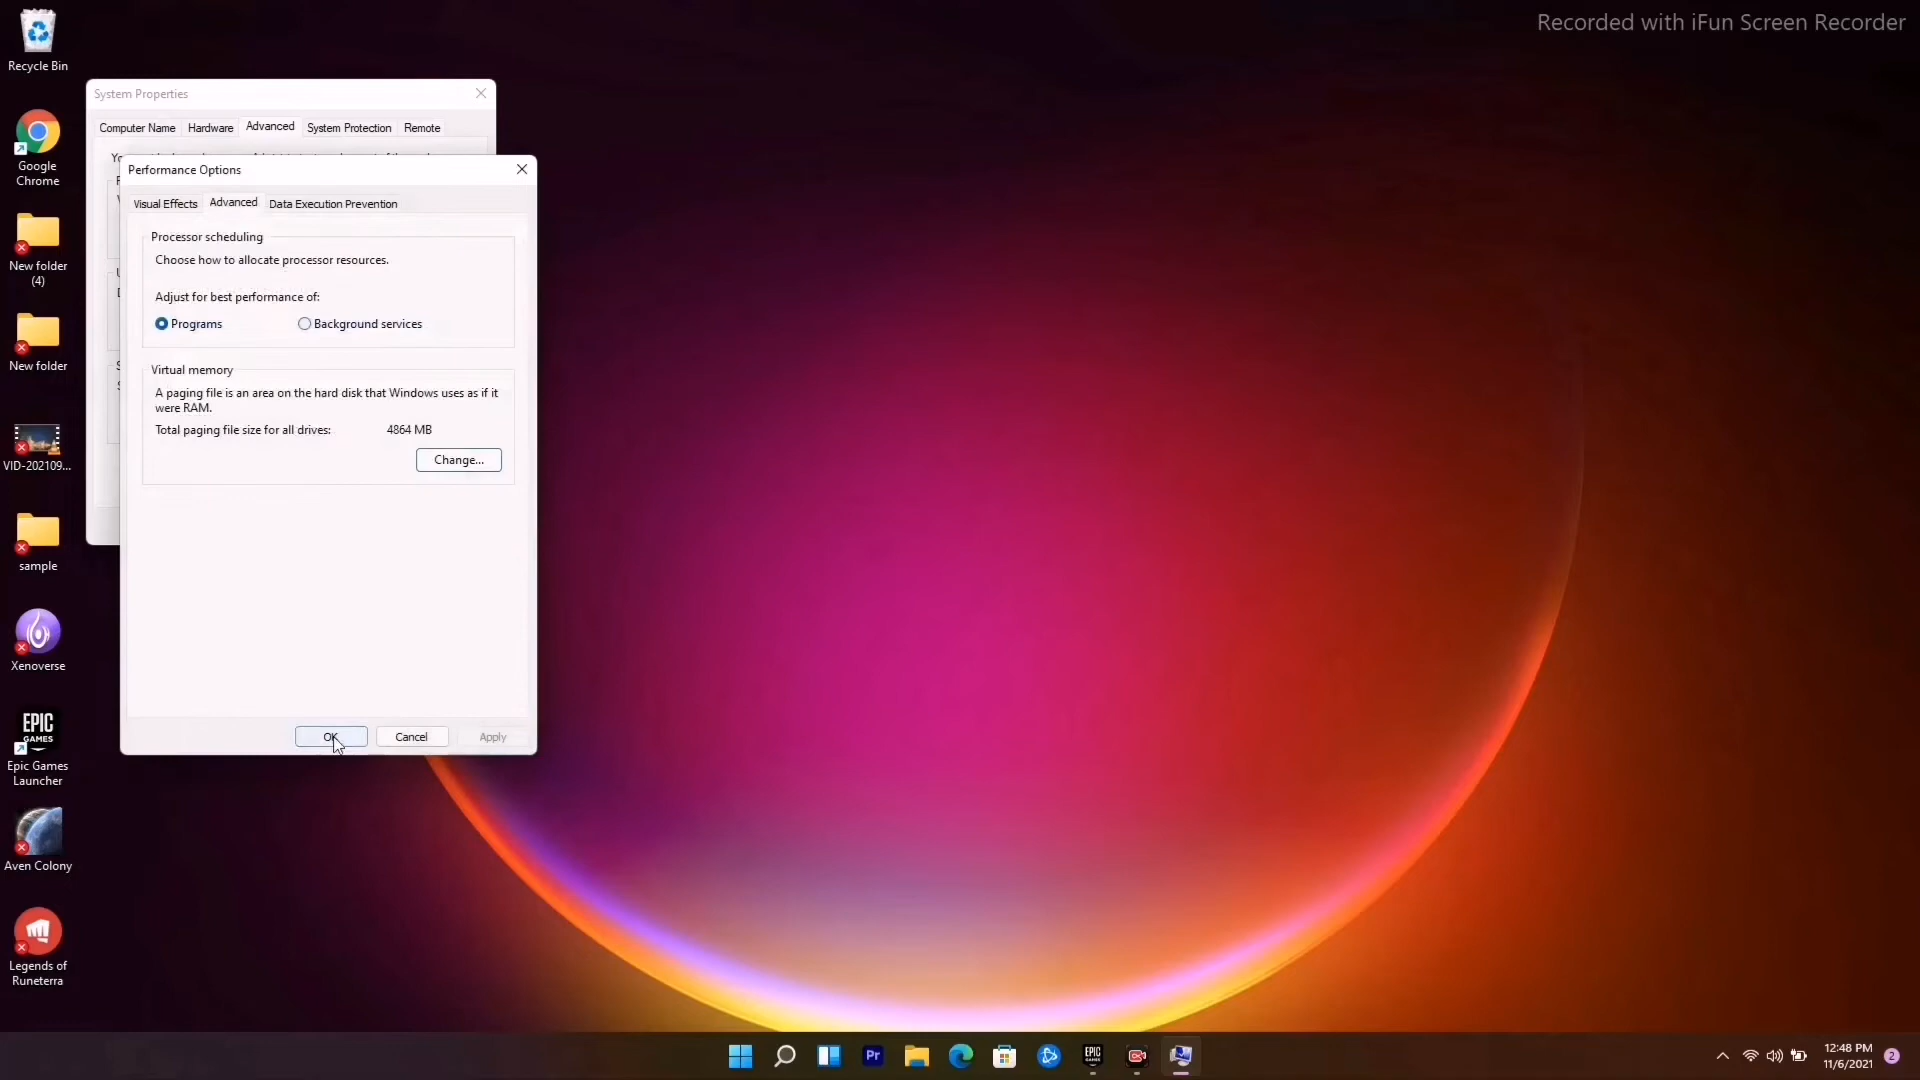 Recorded with iFun Screen Recorder
Recycle Bin
Google
Chrome
New folder
(4)
New folder
VID-202109...
sample
Xenoverse
EPIC
GAMES
Epic Games
Launcher
Aven Colony
Legends of
Runeterra
System Properties
Computer Name
Hardware
Advanced
System Protection
Remote
Performance Options
Visual Effects
Advanced
Data Execution Prevention
Processor scheduling
Choose how to allocate processor resources.
Adjust for best performance of:
Programs
Background services
Virtual memory
A paging file is an area on the hard disk that Windows uses as if it
were RAM.
Total paging file size for all drives:
4864 MB
Change...
OK
Cancel
Apply
Pr
EPIC
12:48 PM
11/6/2021
2